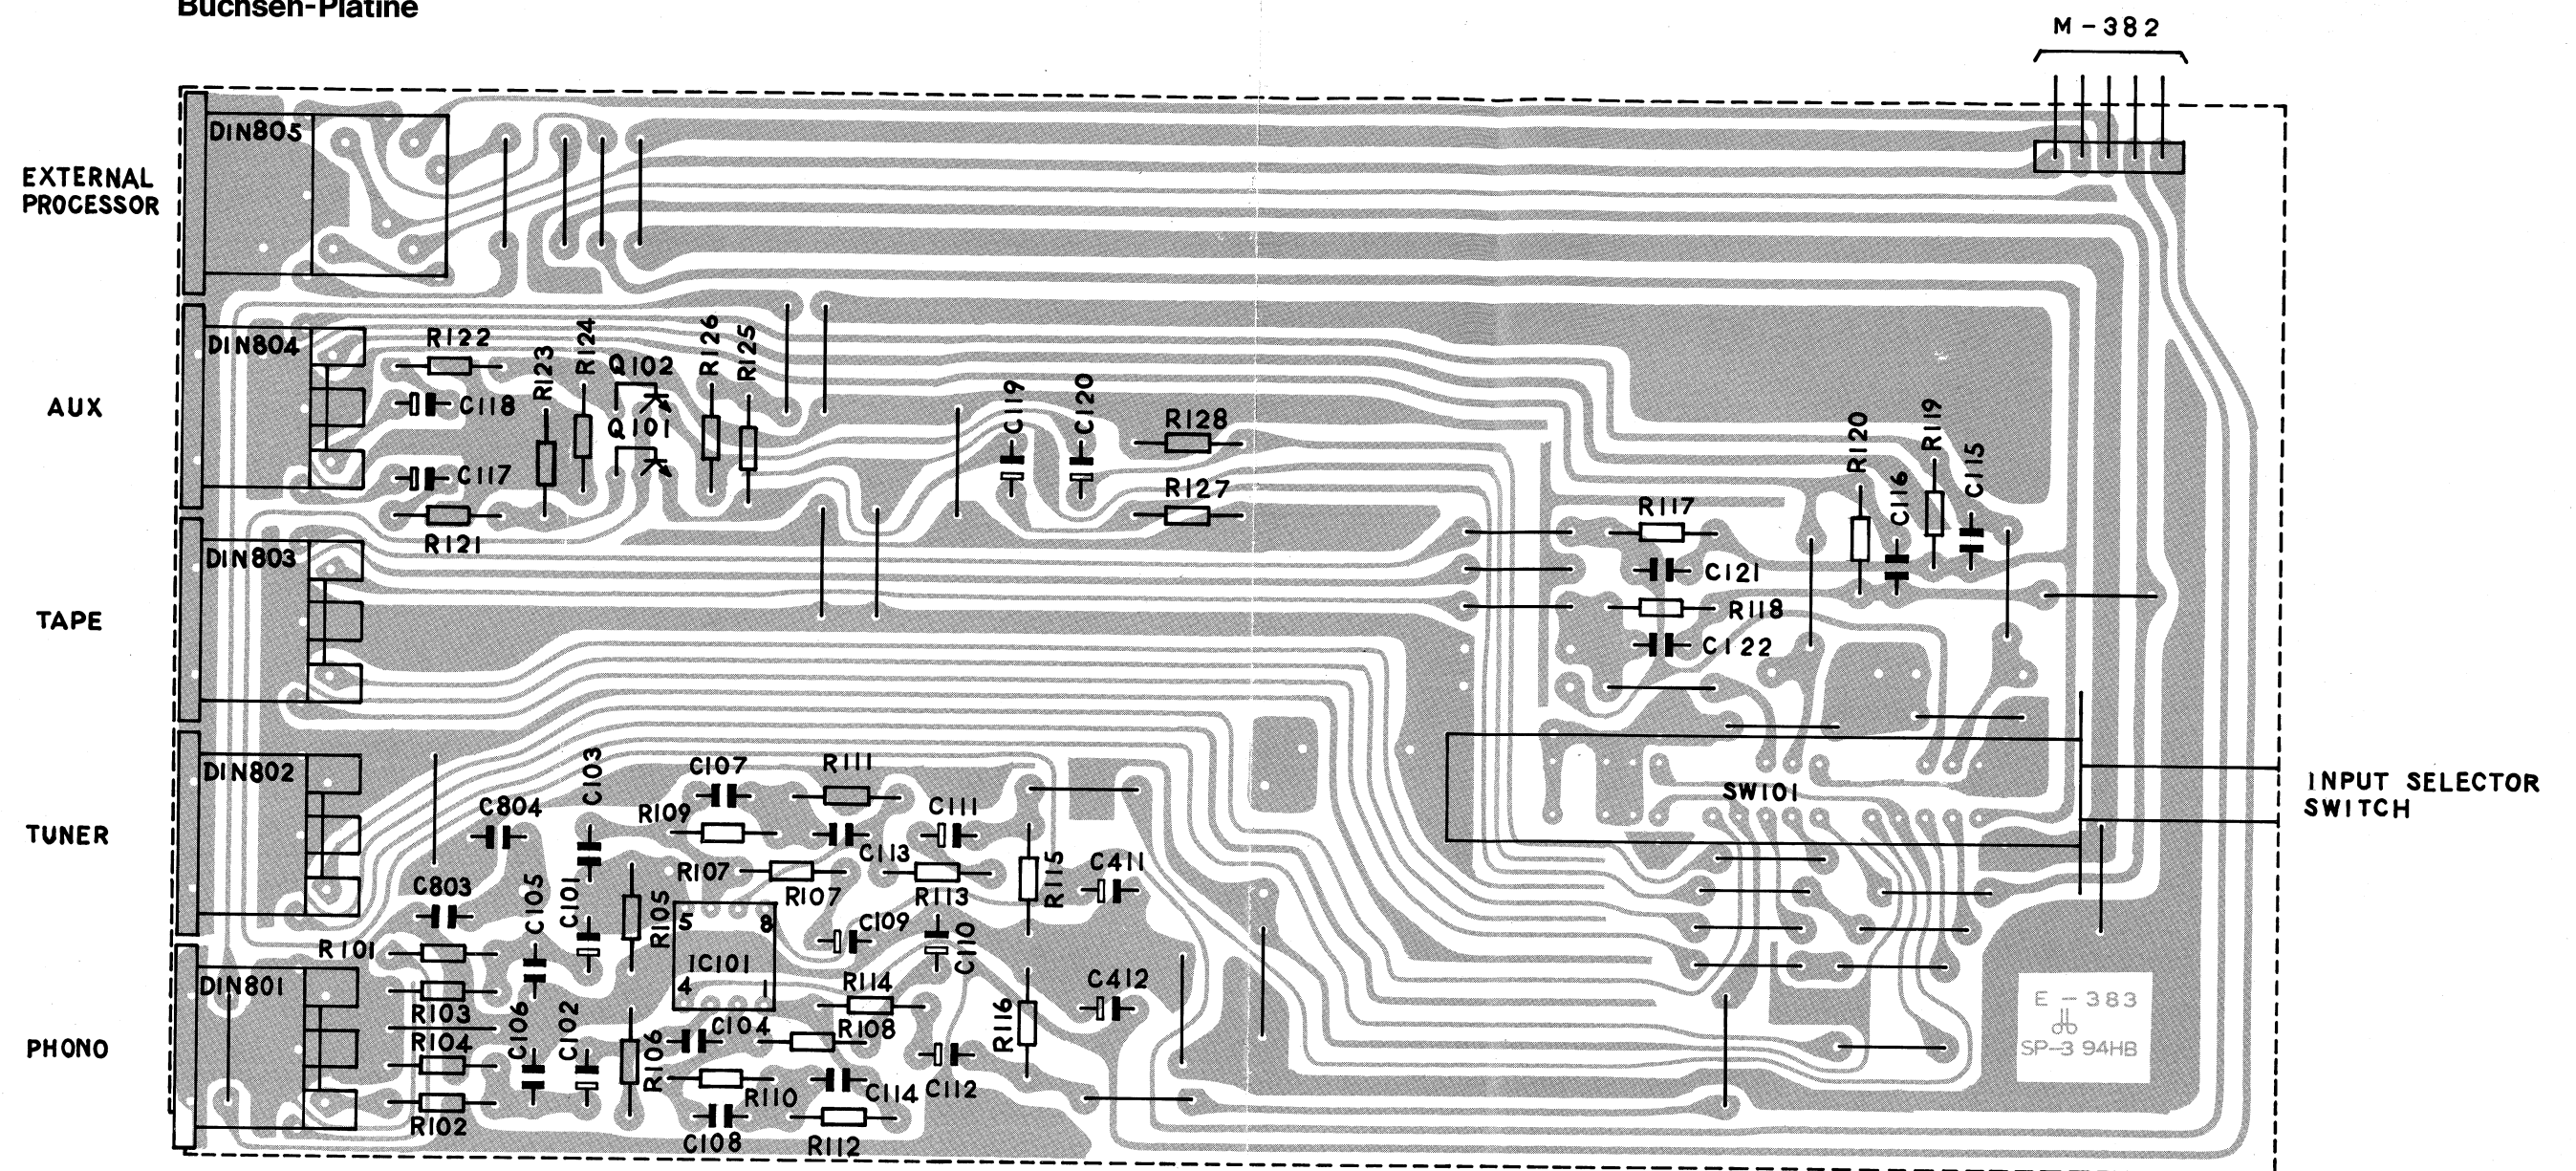 Buchsen-Platine
M-382
DIN805
EXTERNAL
PROCESSOR
DIN804
R122
R123
R124
Q102
R126
R125
C118
Q101
C119
C120
R128
R120
R119
C115
AUX
C117
R121
R127
R117
C116
DIN803
C121
R118
C122
TAPE
DIN802
C804
C103
C107
R111
R109
C111
SW101
INPUT SELECTOR
SWITCH
TUNER
C113
R107
R107
R113
R115
C411
C803
C105
C101
R105
5
8
C109
C110
R101
IC101
4
1
DIN801
R103
R114
C412
E-383
R104
C106
C102
R106
C104
R108
R116
SP-3 94HB
PHONO
R110
C114
C112
R102
C108
R112